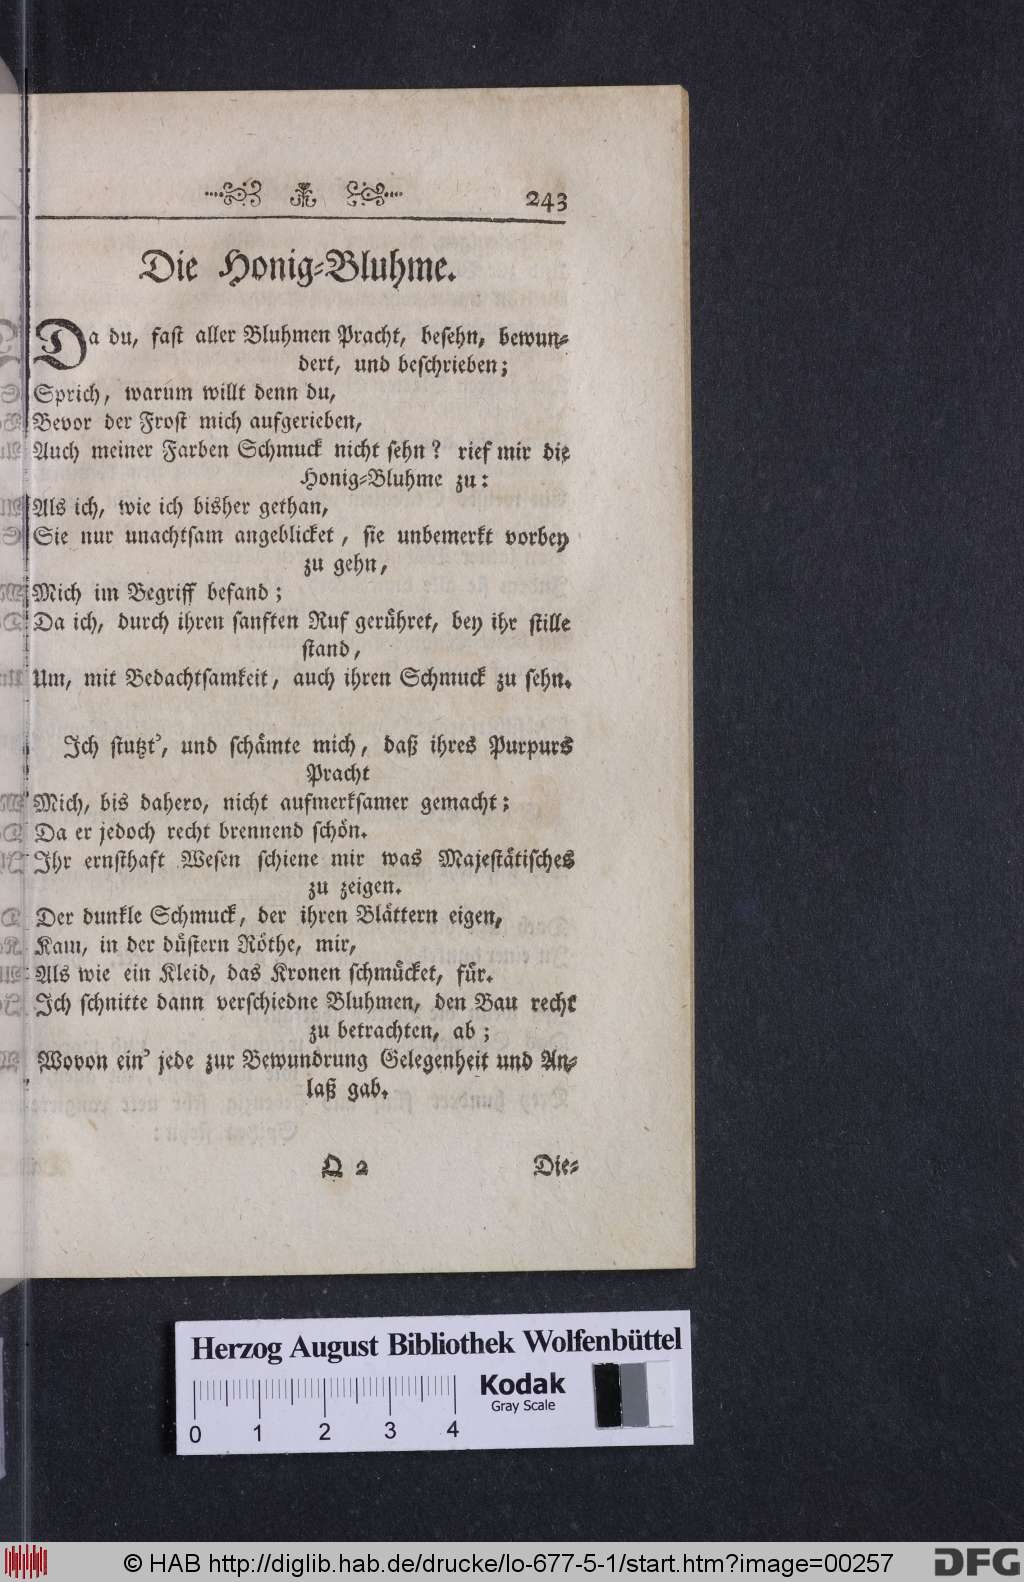 243
Die Honig-Bluhme.
Da du, fast aller Bluhmen Pracht, besehn, bewun-
dert, und beschrieben;
Sprich, warum willt denn du,
Bevor der Frost mich aufgerieben,
Auch meiner Farben Schmuck nicht sehn? rief mir die
Honig-Bluhme zu:
Als ich, wie ich bisher gethan,
Sie nur unachtsam angeblicket, sie unbemerkt vorbey
zu gehn,
Mich im Begriff befand;
Da ich, durch ihren sanften Ruf gerühret, bey ihr stille
stand,
Um, mit Bedachtsamkeit, auch ihren Schmuck zu sehn.
Ich stutzt', und schämte mich, daß ihres Purpurs
Pracht
Mich, bis dahero, nicht aufmerksamer gemacht;
Da er jedoch recht brennend schön.
Ihr ernsthaft Wesen schiene mir was Majestätisches
zu zeigen.
Der dunkle Schmuck, der ihren Blättern eigen,
Kam, in der düstern Röthe, mir,
Als wie ein Kleid, das Kronen schmücket, für.
Ich schnitte dann verschiedne Bluhmen, den Bau recht
zu betrachten, ab;
Wovon ein' jede zur Bewundrung Gelegenheit und An-
laß gab.
Q 2 Die-
Herzog August Bibliothek Wolfenbüttel
Kodak
Gray Scale
0 1 2 3 4
© HAB http://diglib.hab.de/drucke/lo-677-5-1/start.htm?image=00257
DFG